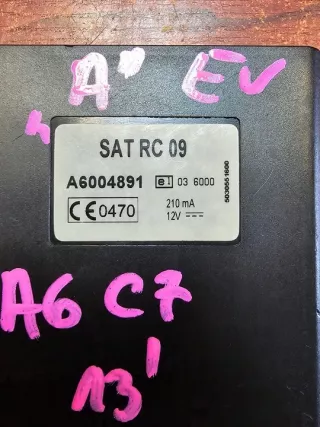 "A" EV
SAT RC 09
A6004891 e1 03 6000
CE 0470 210 mA
12V
5030551600
A6 C7
13'